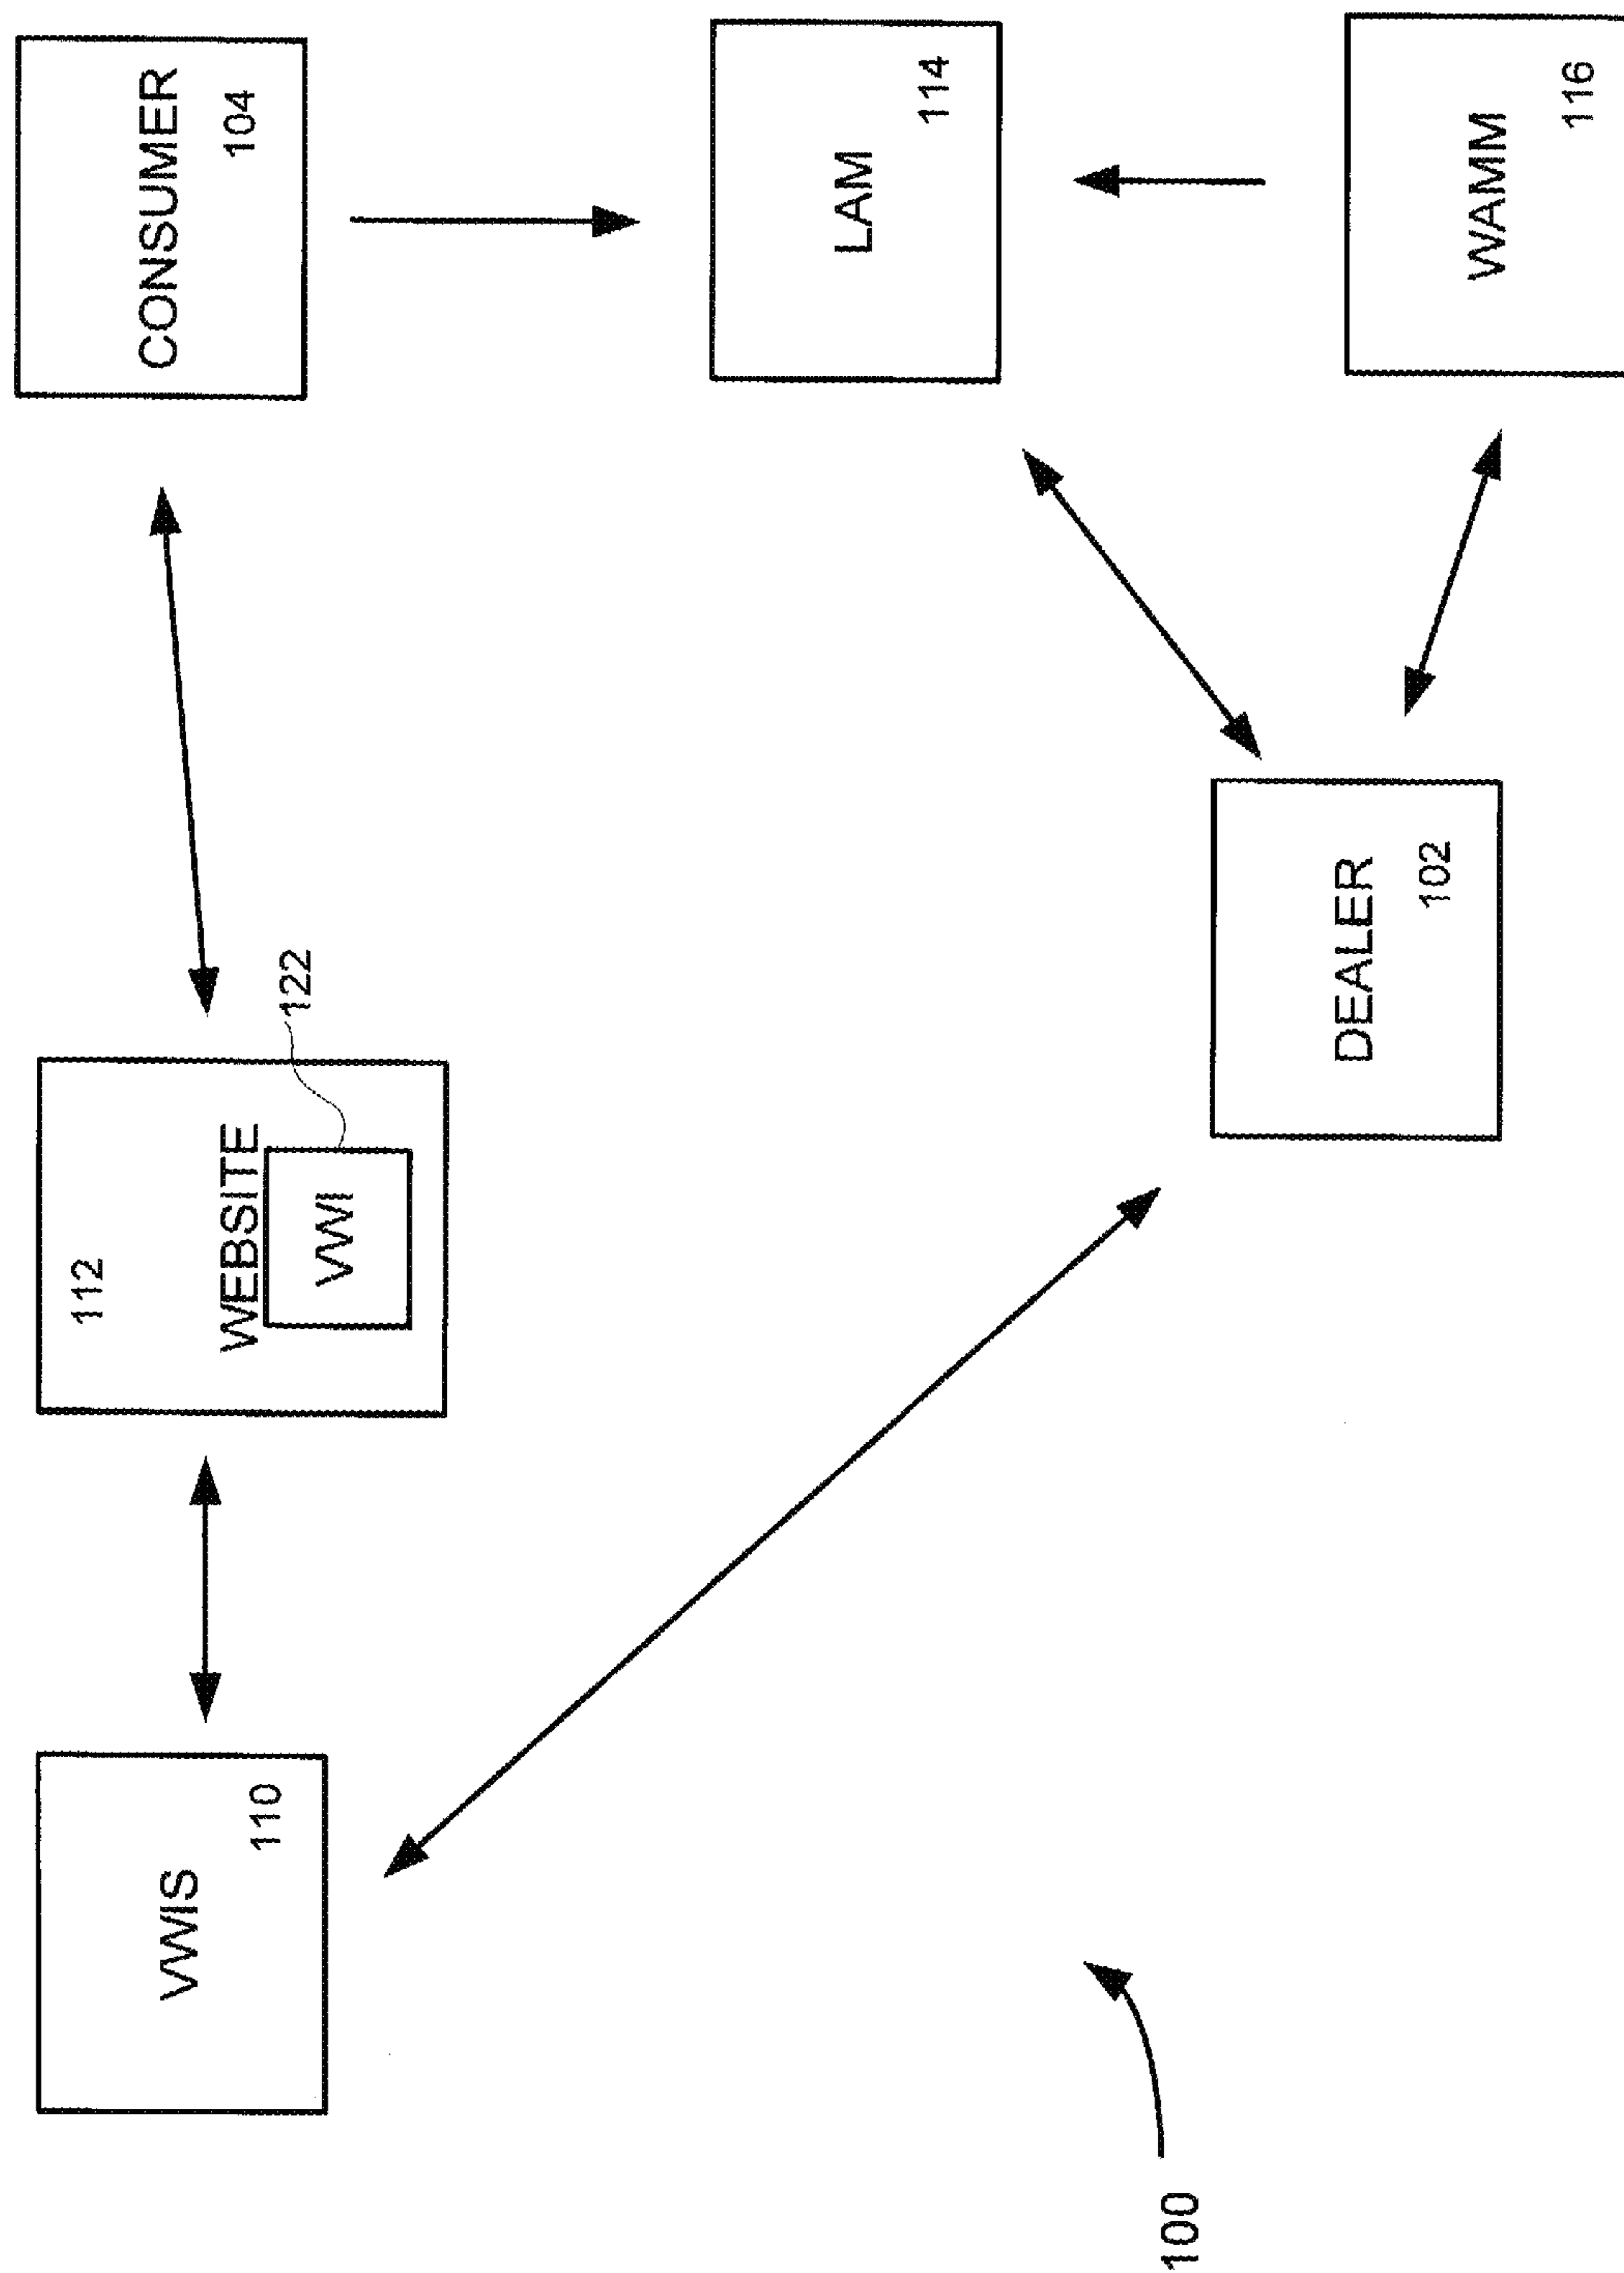 VWIS
110
112
WEBSITE
VWI
122
CONSUMER
104
LAM
114
DEALER
102
WAMM
116
100